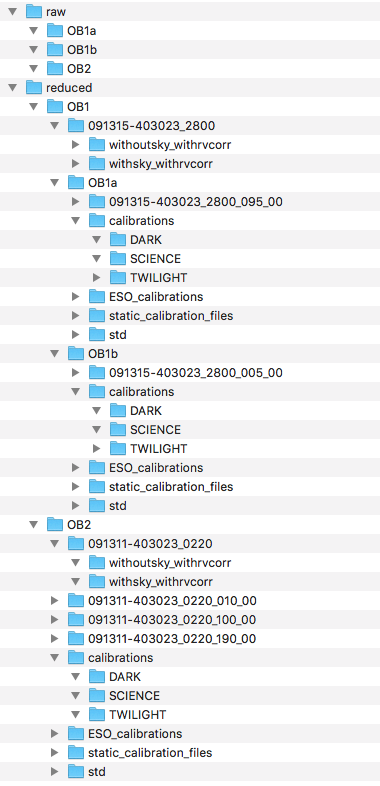 raw
OB1a
OB1b
OB2
reduced
OB1
091315-403023_2800
withoutsky_withrvcorr
withsky_withrvcorr
OB1a
091315-403023_2800_095_00
calibrations
DARK
SCIENCE
TWILIGHT
ESO_calibrations
static_calibration_files
std
OB1b
091315-403023_2800_005_00
calibrations
DARK
SCIENCE
TWILIGHT
ESO_calibrations
static_calibration_files
std
OB2
091311-403023_0220
withoutsky_withrvcorr
withsky_withrvcorr
091311-403023_0220_010_00
091311-403023_0220_100_00
091311-403023_0220_190_00
calibrations
DARK
SCIENCE
TWILIGHT
ESO_calibrations
static_calibration_files
std